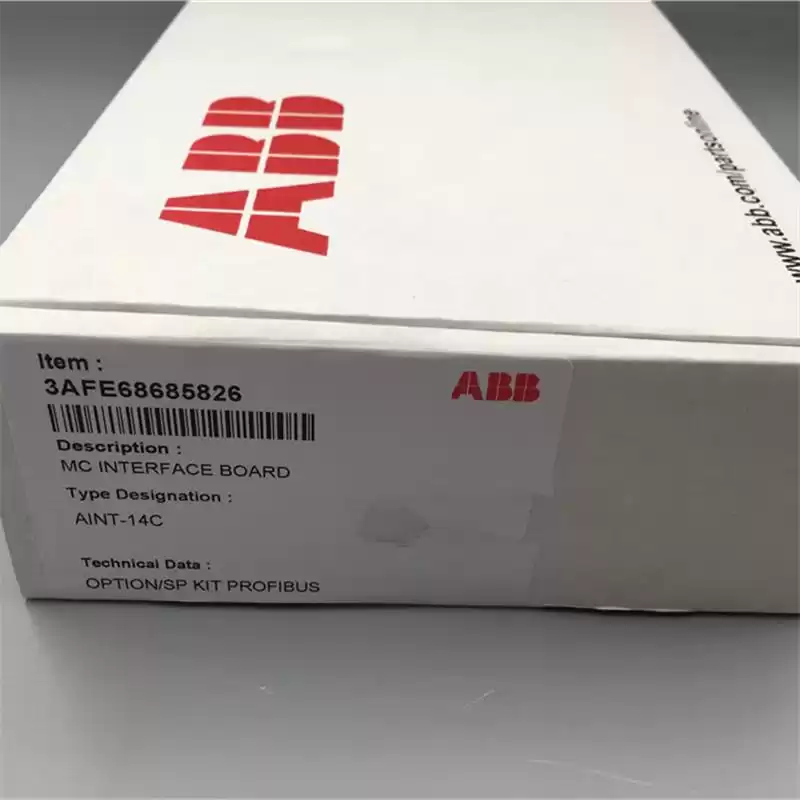 ABB
www.abb.com/partsonline
Item :
3AFE68685826
ABB
Description :
MC INTERFACE BOARD
Type Designation :
AINT-14C
Technical Data :
OPTION/SP KIT PROFIBUS